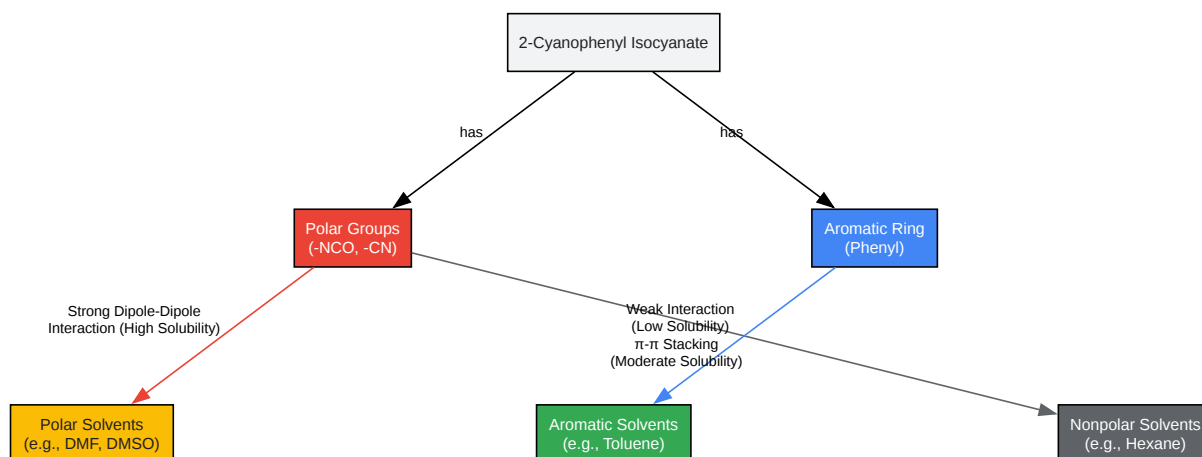 2-Cyanophenyl Isocyanate
has
has
Polar Groups
(-NCO, -CN)
Aromatic Ring
(Phenyl)
Strong Dipole-Dipole
Interaction (High Solubility)
Weak Interaction
(Low Solubility)
π-π Stacking
(Moderate Solubility)
Polar Solvents
(e.g., DMF, DMSO)
Aromatic Solvents
(e.g., Toluene)
Nonpolar Solvents
(e.g., Hexane)